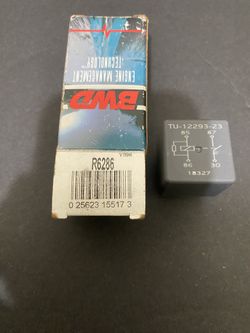 ENGINE MANAGEMENT
TECHNOLOGY
BWD
R6286
0 25623 15517 3
TU-12293-23
85
87
86
30
18327